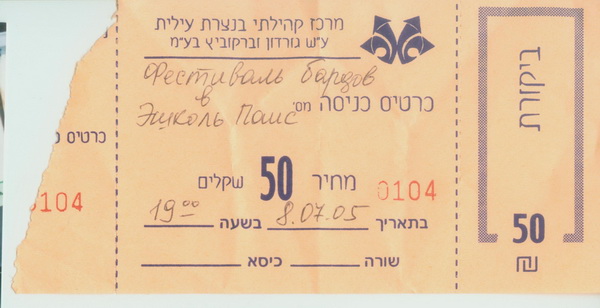 מרכז קהילתי בנצרת עילית
ע״ש גורדון וברקוביץ בע״מ
Фестиваль бардов
в
Эшколь Паис
כרטיס כניסה מס׳
מחיר 50 שקלים
0104
בתאריך 8.07.05 בשעה 19⁰⁰
שורה כיסא
כרטיס כ
0104
ביקורת
50
₪